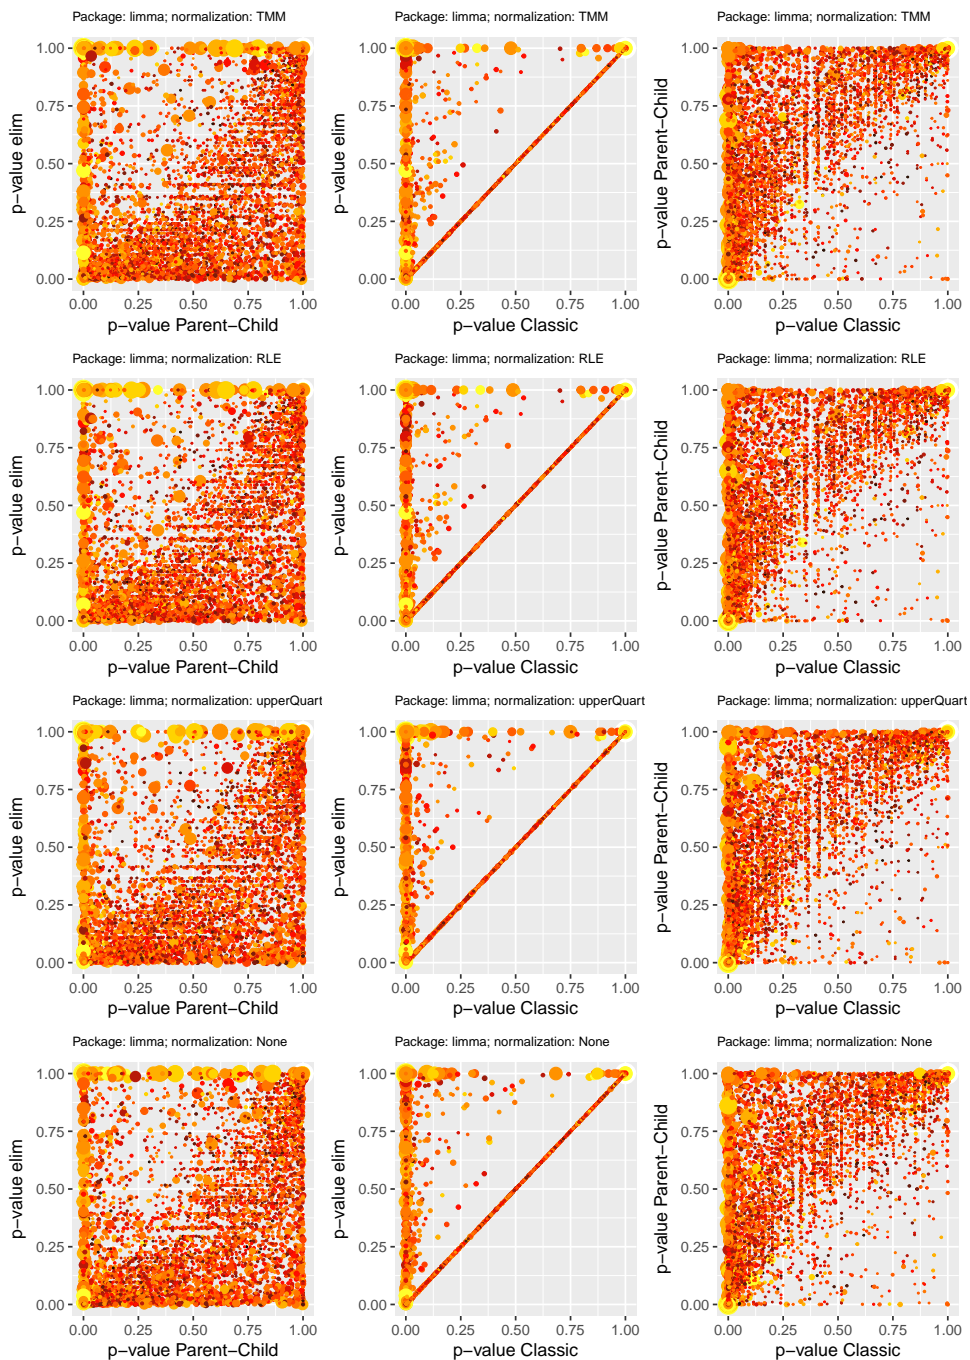 Package: limma; normalization: TMM
p−value elim
1.00
0.75
0.50
0.25
0.00
0.00 0.25 0.50 0.75 1.00
p−value Parent−Child
Package: limma; normalization: TMM
p−value elim
1.00
0.75
0.50
0.25
0.00
0.00 0.25 0.50 0.75 1.00
p−value Classic
Package: limma; normalization: TMM
p−value Parent−Child
1.00
0.75
0.50
0.25
0.00
0.00 0.25 0.50 0.75 1.00
p−value Classic
Package: limma; normalization: RLE
p−value elim
1.00
0.75
0.50
0.25
0.00
0.00 0.25 0.50 0.75 1.00
p−value Parent−Child
Package: limma; normalization: RLE
p−value elim
1.00
0.75
0.50
0.25
0.00
0.00 0.25 0.50 0.75 1.00
p−value Classic
Package: limma; normalization: RLE
p−value Parent−Child
1.00
0.75
0.50
0.25
0.00
0.00 0.25 0.50 0.75 1.00
p−value Classic
Package: limma; normalization: upperQuart
p−value elim
1.00
0.75
0.50
0.25
0.00
0.00 0.25 0.50 0.75 1.00
p−value Parent−Child
Package: limma; normalization: upperQuart
p−value elim
1.00
0.75
0.50
0.25
0.00
0.00 0.25 0.50 0.75 1.00
p−value Classic
Package: limma; normalization: upperQuart
p−value Parent−Child
1.00
0.75
0.50
0.25
0.00
0.00 0.25 0.50 0.75 1.00
p−value Classic
Package: limma; normalization: None
p−value elim
1.00
0.75
0.50
0.25
0.00
0.00 0.25 0.50 0.75 1.00
p−value Parent−Child
Package: limma; normalization: None
p−value elim
1.00
0.75
0.50
0.25
0.00
0.00 0.25 0.50 0.75 1.00
p−value Classic
Package: limma; normalization: None
p−value Parent−Child
1.00
0.75
0.50
0.25
0.00
0.00 0.25 0.50 0.75 1.00
p−value Classic